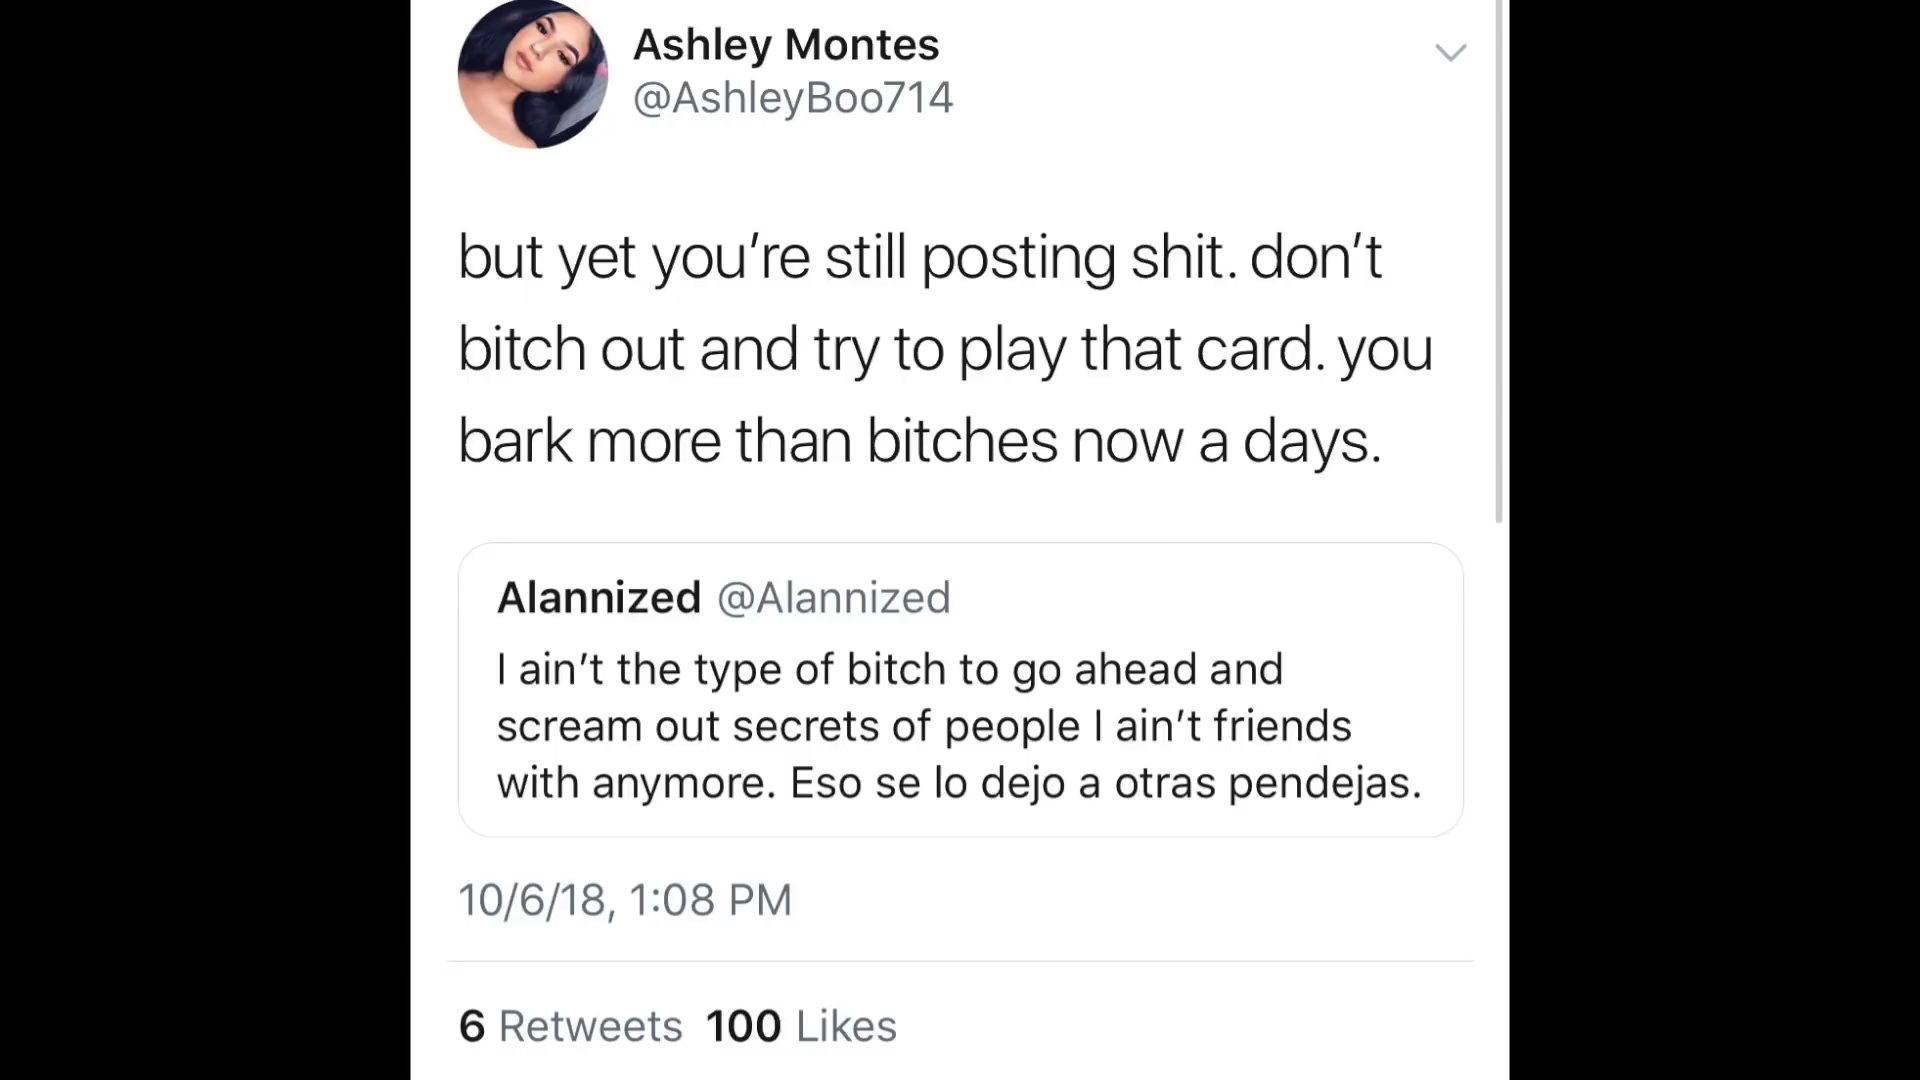 Ashley Montes
@AshleyBoo714
but yet you’re still posting shit. don’t
bitch out and try to play that card. you
bark more than bitches now a days.
Alannized @Alannized
I ain’t the type of bitch to go ahead and
scream out secrets of people I ain’t friends
with anymore. Eso se lo dejo a otras pendejas.
10/6/18, 1:08 PM
6 Retweets 100 Likes